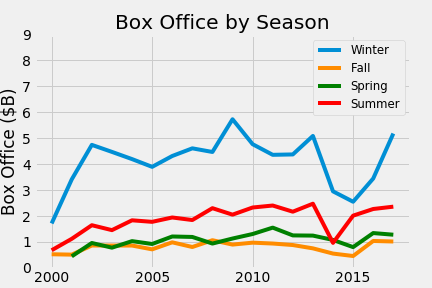 Box Office by Season
Box Office ($B)
9
8
7
6
5
4
3
2
1
0
2000
2005
2010
2015
Winter
Fall
Spring
Summer